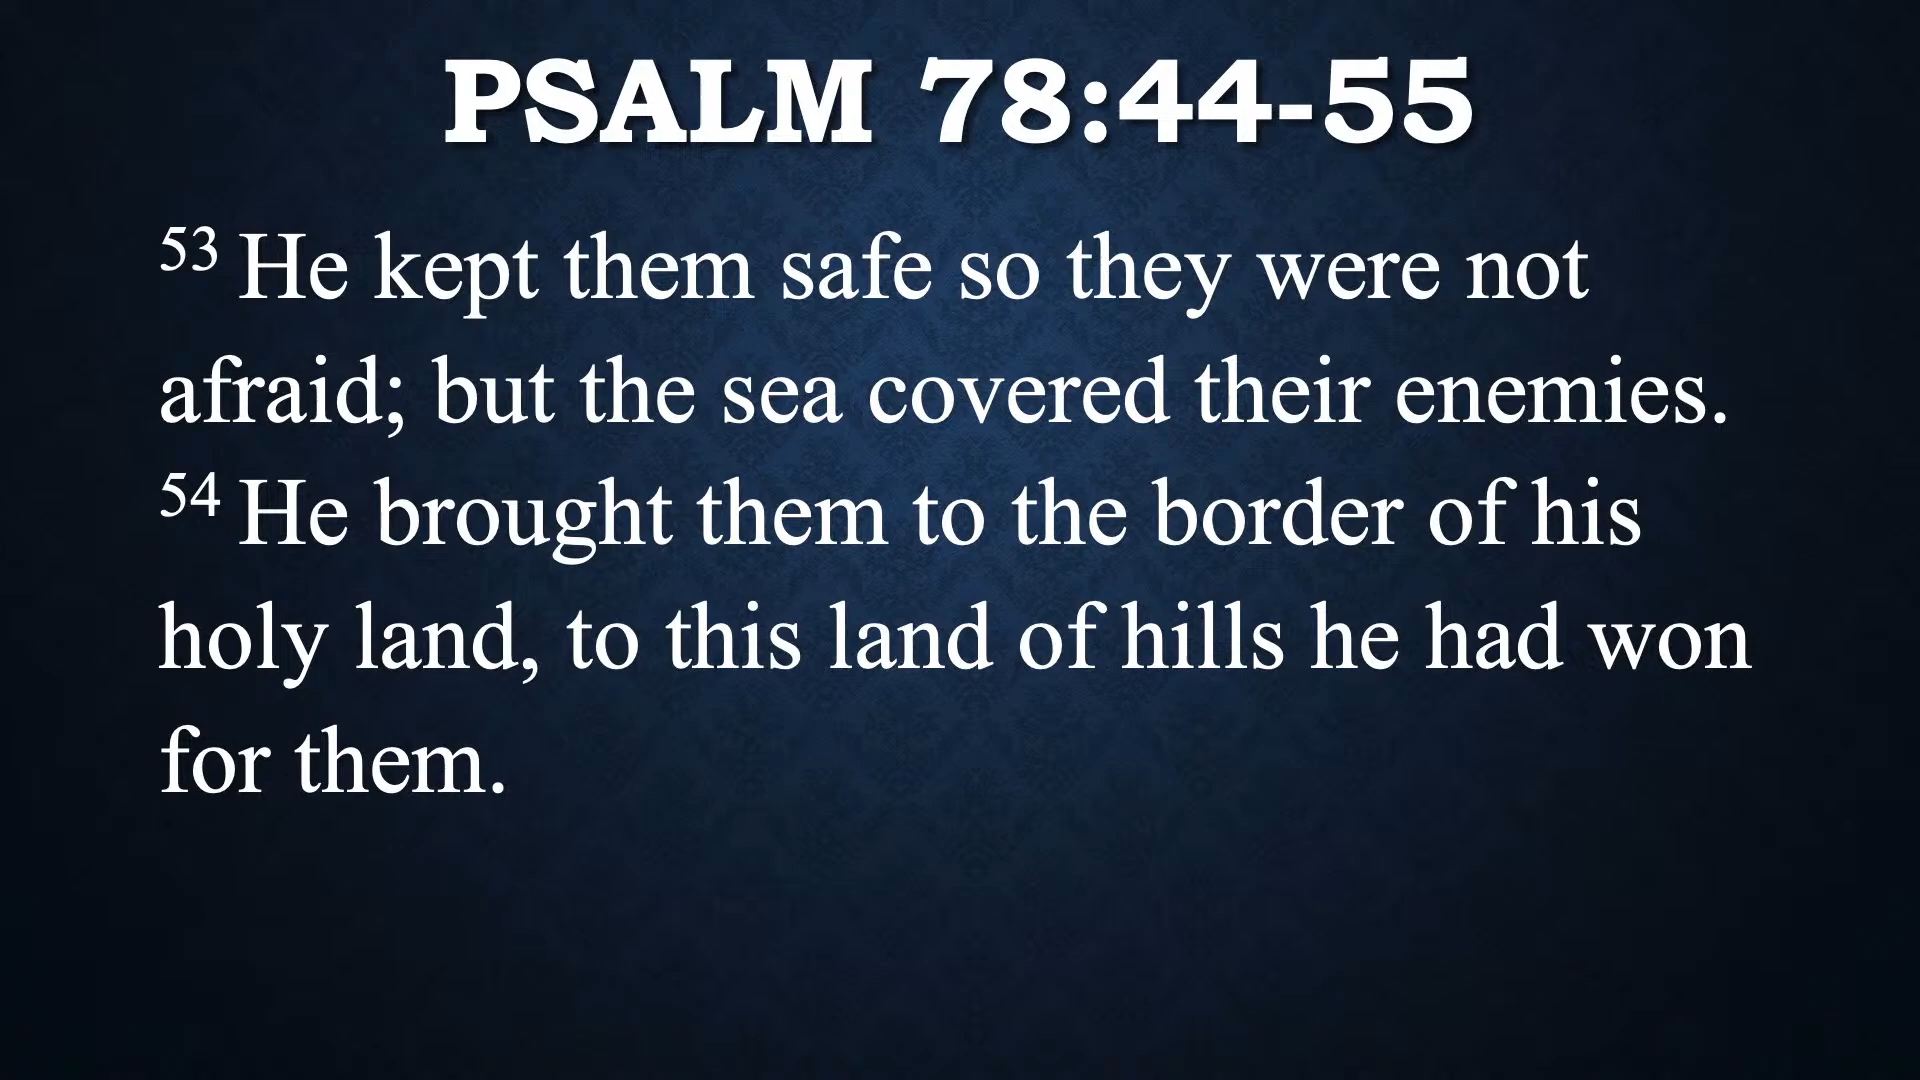 PSALM 78:44-55
53 He kept them safe so they were not
afraid; but the sea covered their enemies.
54 He brought them to the border of his
holy land, to this land of hills he had won
for them.